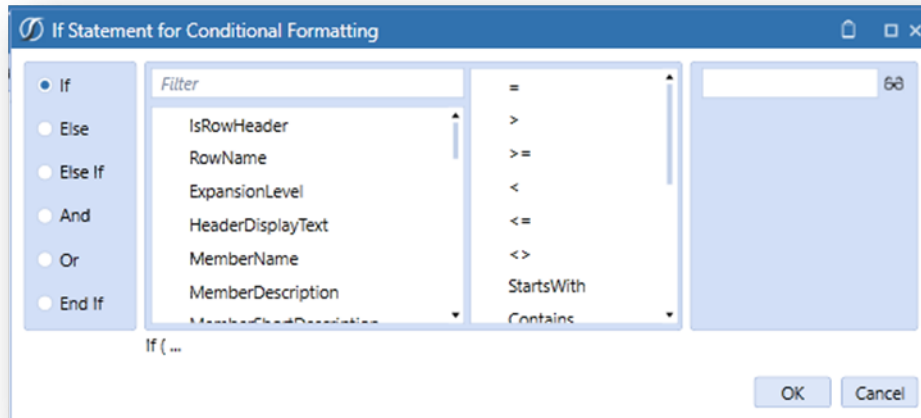 If Statement for Conditional Formatting
If
Else
Else If
And
Or
End If
Filter
IsRowHeader
RowName
ExpansionLevel
HeaderDisplayText
MemberName
MemberDescription
MemberShortDescription
=
>
>=
<
<=
<>
StartsWith
Contains
If ( ...
OK
Cancel